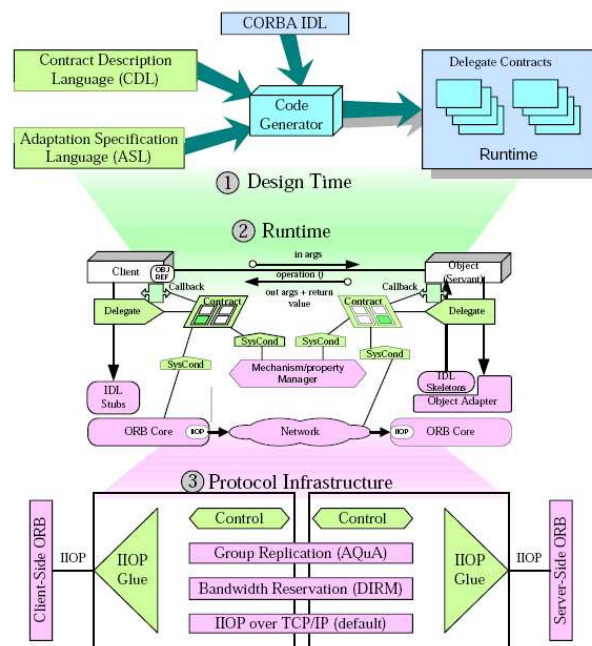 CORBA IDL
Contract Description
Language (CDL)
Delegate Contracts
Code
Generator
Adaptation Specification
Language (ASL)
Runtime
1 Design Time
2 Runtime
in args
Client
OBJ
REF
operation ()
Object
(Servant)
Callback
out args + return
value
Callback
Contract
Contract
Delegate
Delegate
SysCond
SysCond
SysCond
SysCond
Mechanism/property
Manager
IDL
Stubs
IDL
Skeletons
Object Adapter
ORB Core
IIOP
Network
IIOP
ORB Core
3 Protocol Infrastructure
Client-Side ORB
IIOP
IIOP
Glue
Control
Control
Group Replication (AQuA)
Bandwidth Reservation (DIRM)
IIOP over TCP/IP (default)
IIOP
Glue
IIOP
Server-Side ORB